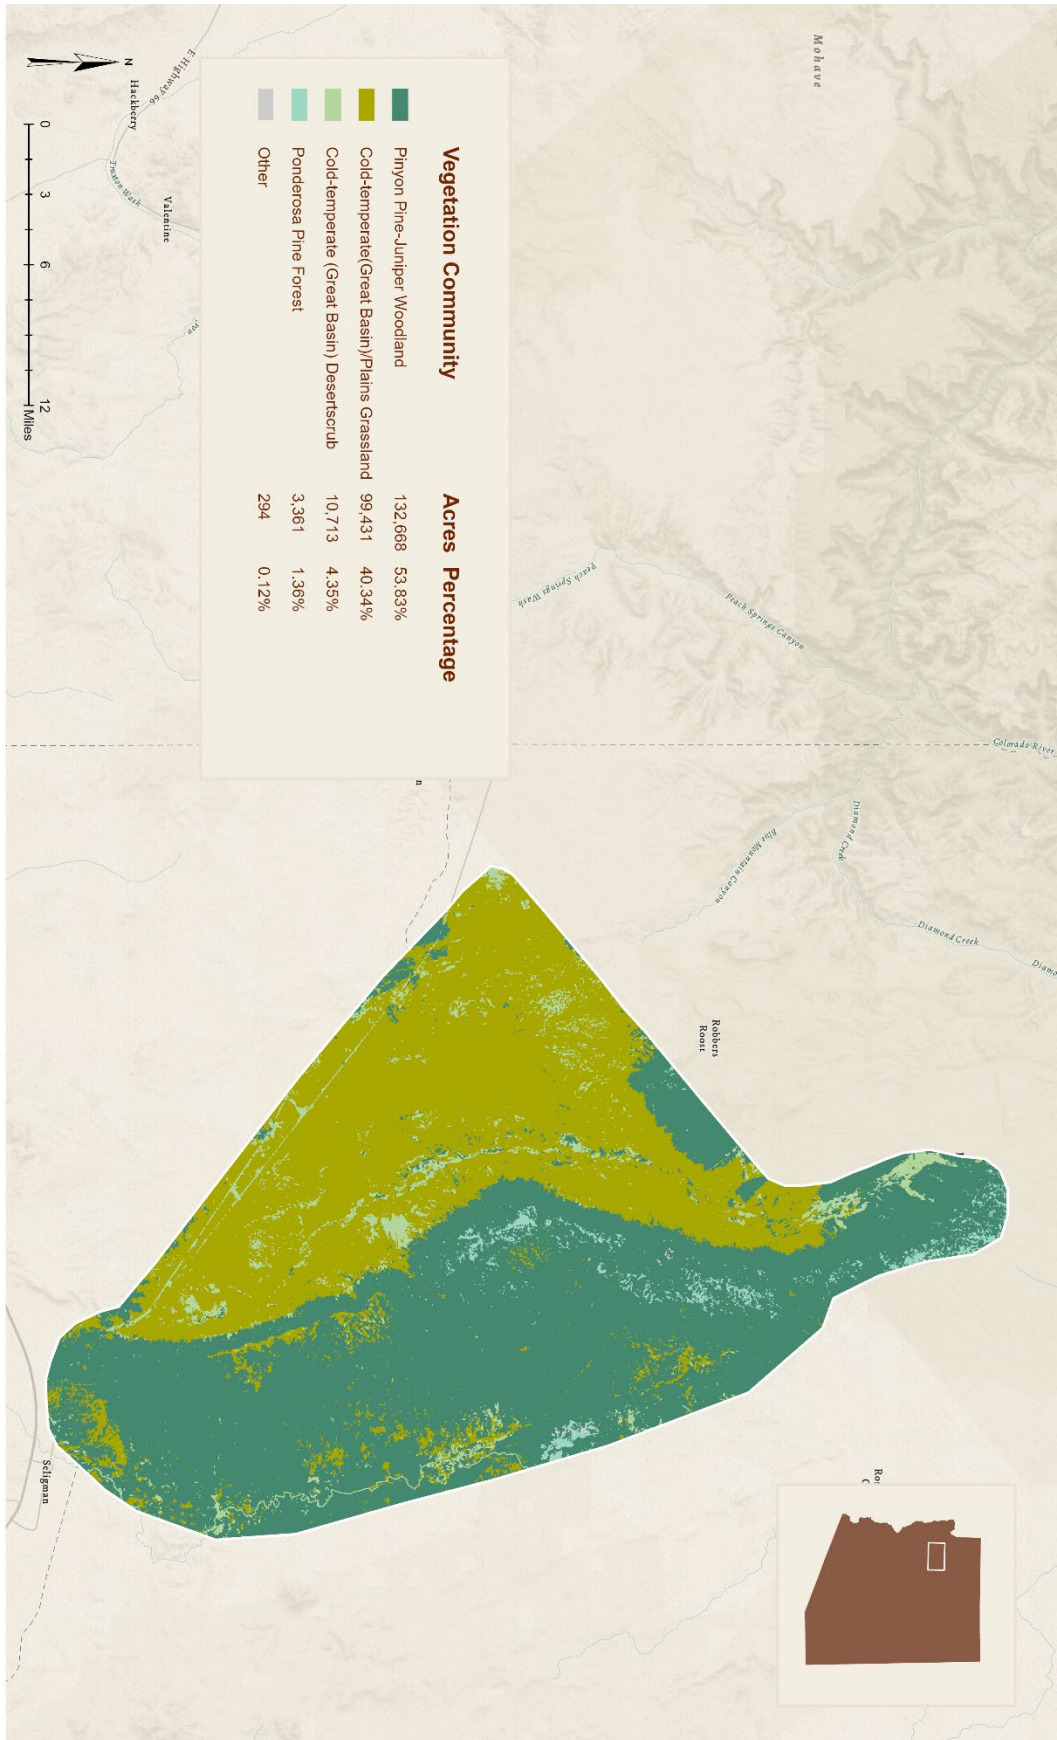 Vegetation Community Acres Percentage
Pinyon Pine-Juniper Woodland 132,668 53.83%
Cold-temperate(Great Basin)/Plains Grassland 99,431 40.34%
Cold-temperate (Great Basin) Desertscrub 10,713 4.35%
Ponderosa Pine Forest 3,361 1.36%
Other 294 0.12%
Mohave
Colorado River
Diamond Creek
Diamond Creek
Blue Mountain Canyon
Peach Springs Canyon
Peach Springs Wash
Robbers
Roost
E Highway 66
Hackberry
Truxton Wash
Valentine
Seligman
N
0 3 6 12
Miles